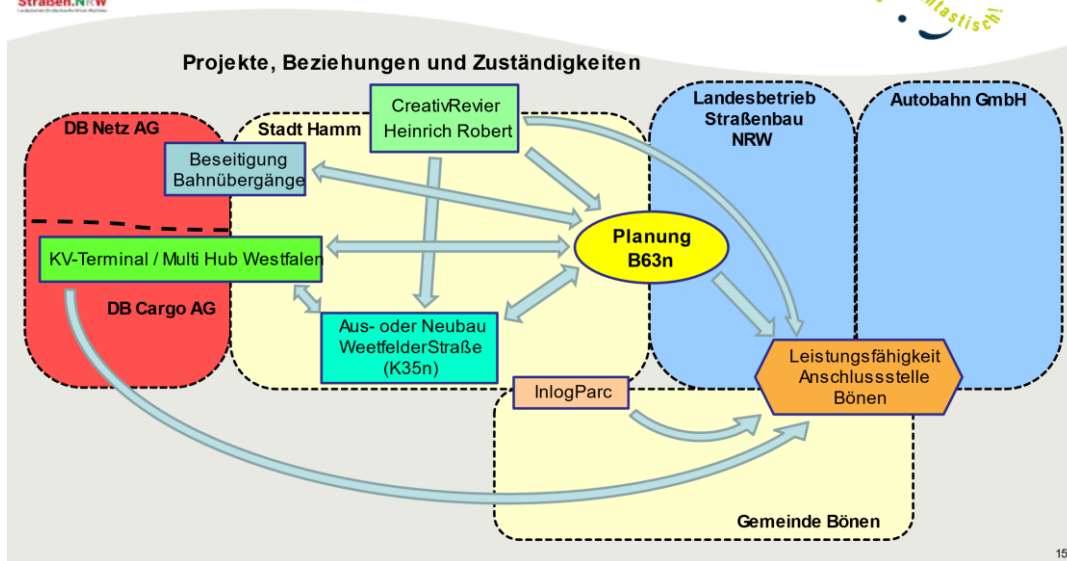 Straßen.NRW
Projekte, Beziehungen und Zuständigkeiten
DB Netz AG
Stadt Hamm
CreativRevier
Heinrich Robert
Landesbetrieb
Straßenbau
NRW
Autobahn GmbH
Beseitigung
Bahnübergänge
Planung
B63n
KV-Terminal / Multi Hub Westfalen
DB Cargo AG
Aus- oder Neubau
WeetfelderStraße
(K35n)
Leistungsfähigkeit
Anschlussstelle
Bönen
InlogParc
Gemeinde Bönen
15